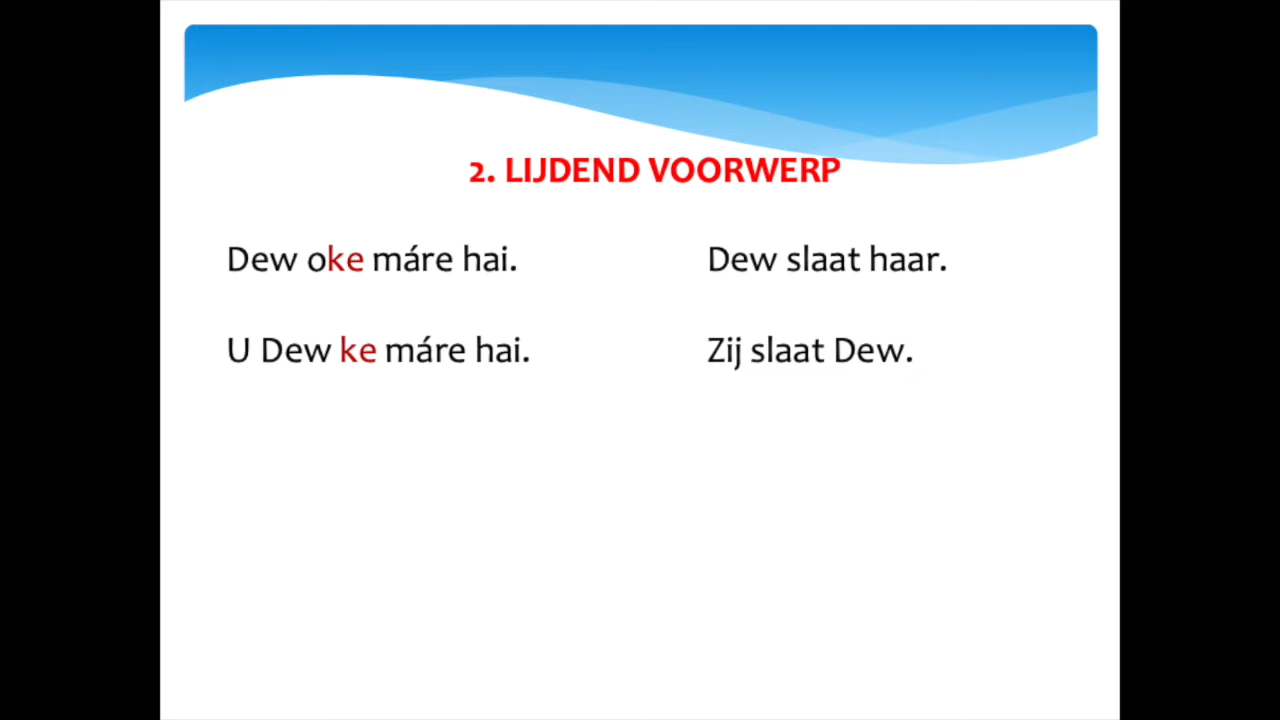 2. LIJDEND VOORWERP
Dew oke máre hai. Dew slaat haar.
U Dew ke máre hai. Zij slaat Dew.